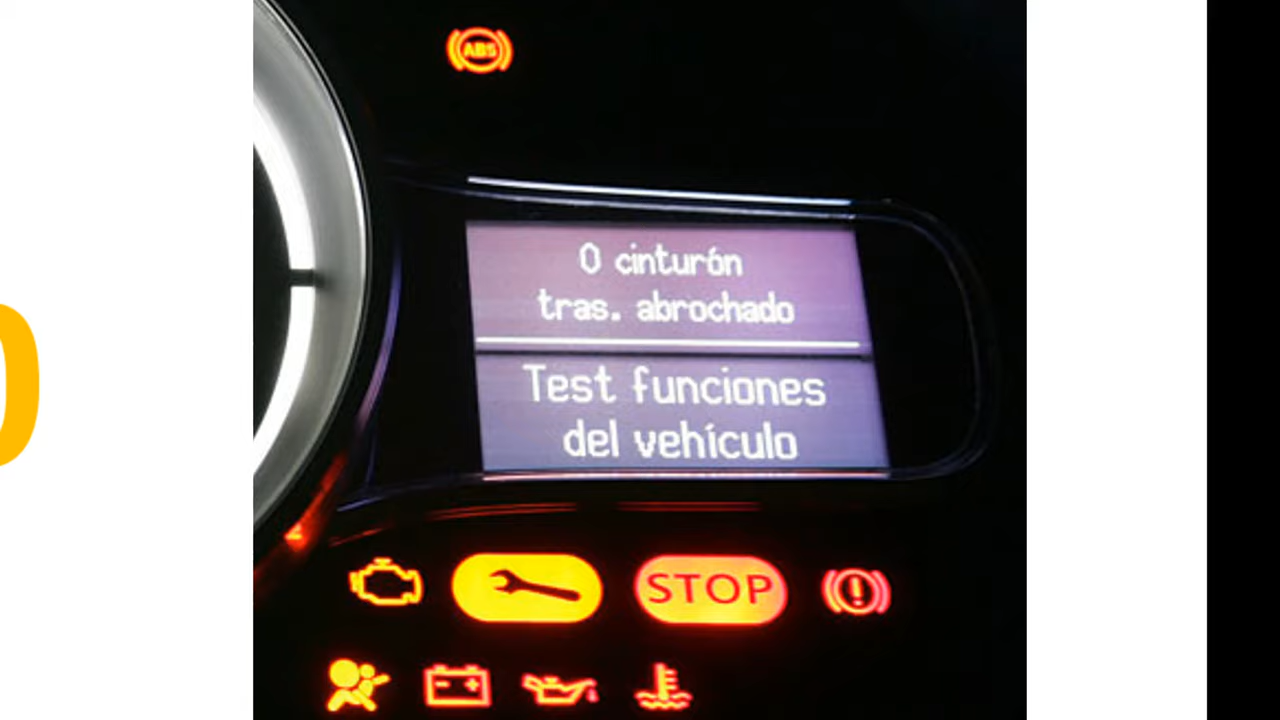 ABS
0 cinturón
tras. abrochado
Test funciones
del vehículo
STOP